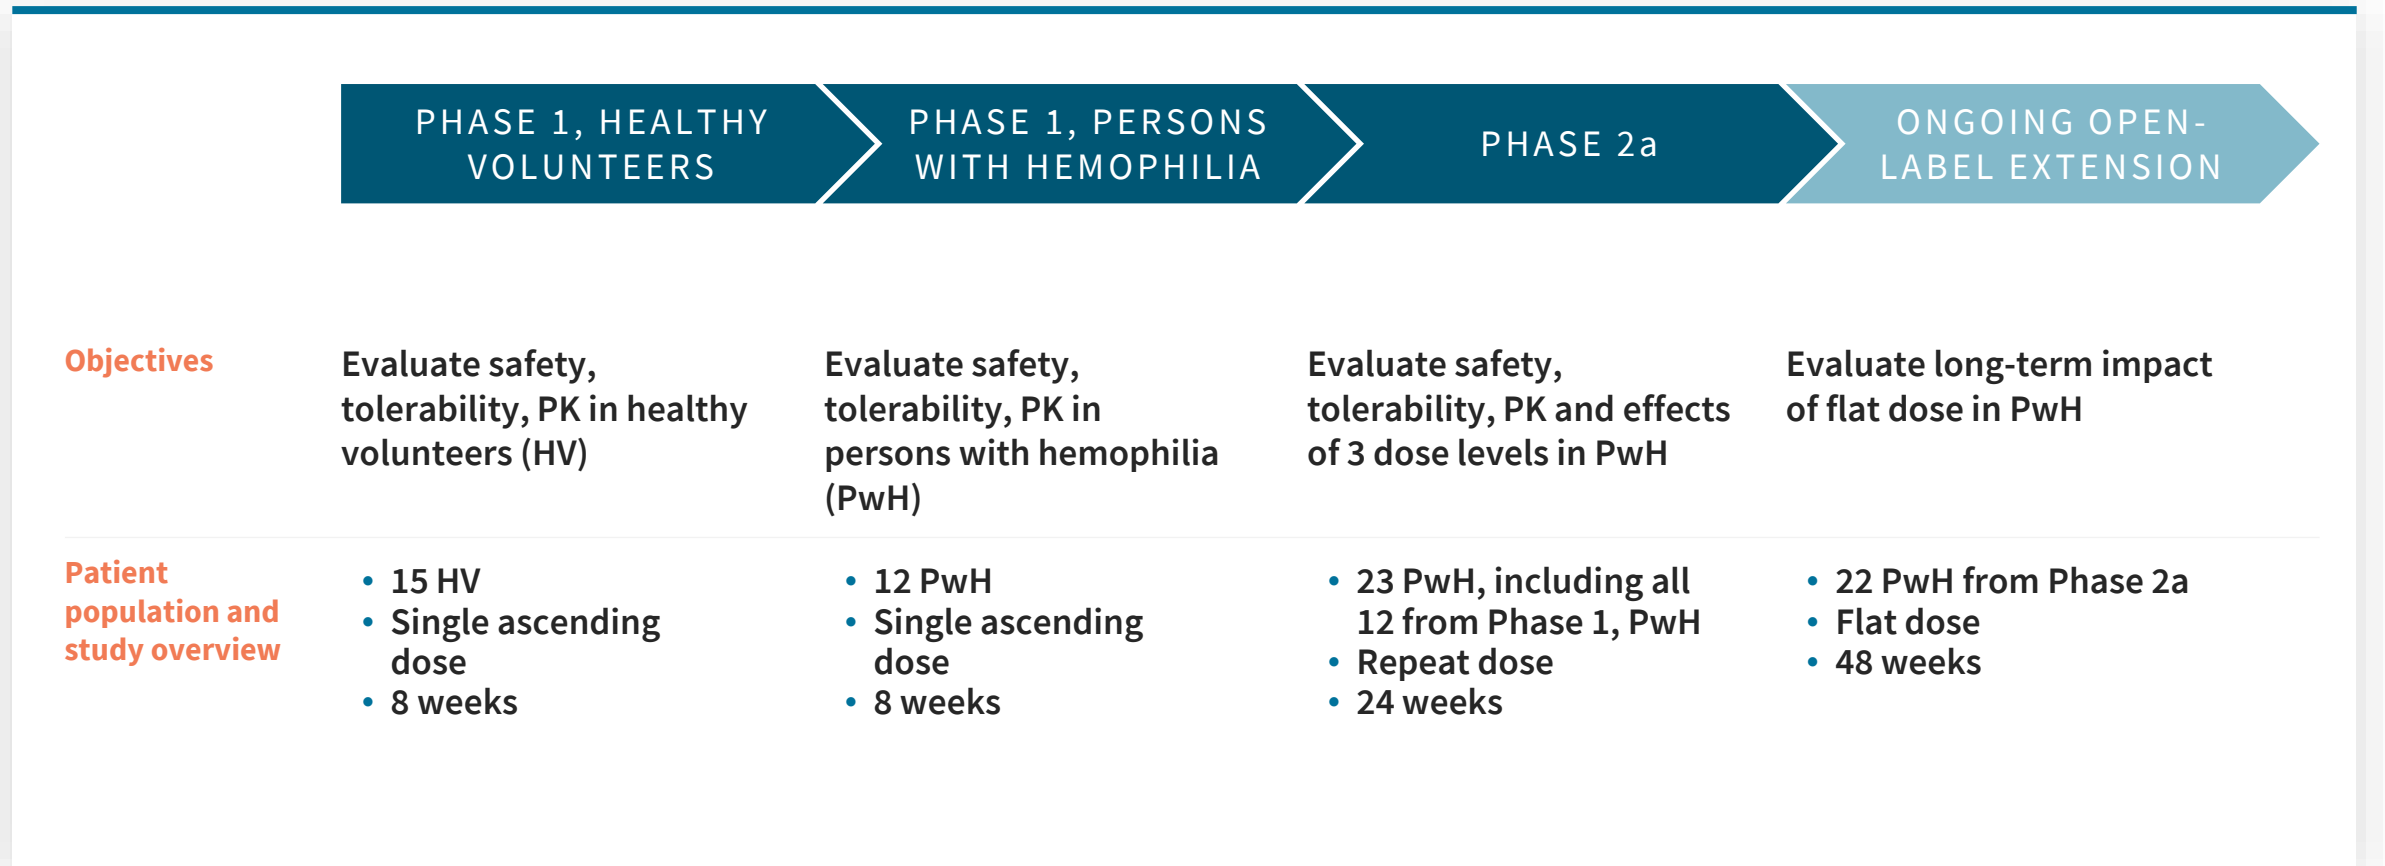 PHASE 1, HEALTHY
VOLUNTEERS
PHASE 1, PERSONS
WITH HEMOPHILIA
PHASE 2a
ONGOING OPEN-
LABEL EXTENSION
Objectives
Evaluate safety,
tolerability, PK in healthy
volunteers (HV)
Evaluate safety,
tolerability, PK in
persons with hemophilia
(PwH)
Evaluate safety,
tolerability, PK and effects
of 3 dose levels in PwH
Evaluate long-term impact
of flat dose in PwH
Patient
population and
study overview
• 15 HV
• Single ascending
dose
• 8 weeks
• 12 PwH
• Single ascending
dose
• 8 weeks
• 23 PwH, including all
12 from Phase 1, PwH
• Repeat dose
• 24 weeks
• 22 PwH from Phase 2a
• Flat dose
• 48 weeks